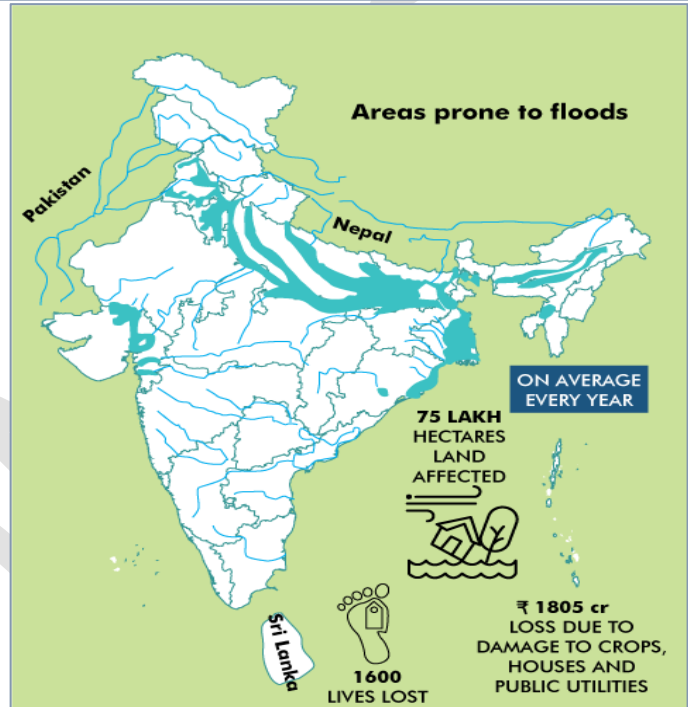 Areas prone to floods
Pakistan
Nepal
ON AVERAGE
EVERY YEAR
75 LAKH
HECTARES
LAND
AFFECTED
Sri Lanka
1600
LIVES LOST
₹ 1805 cr
LOSS DUE TO
DAMAGE TO CROPS,
HOUSES AND
PUBLIC UTILITIES